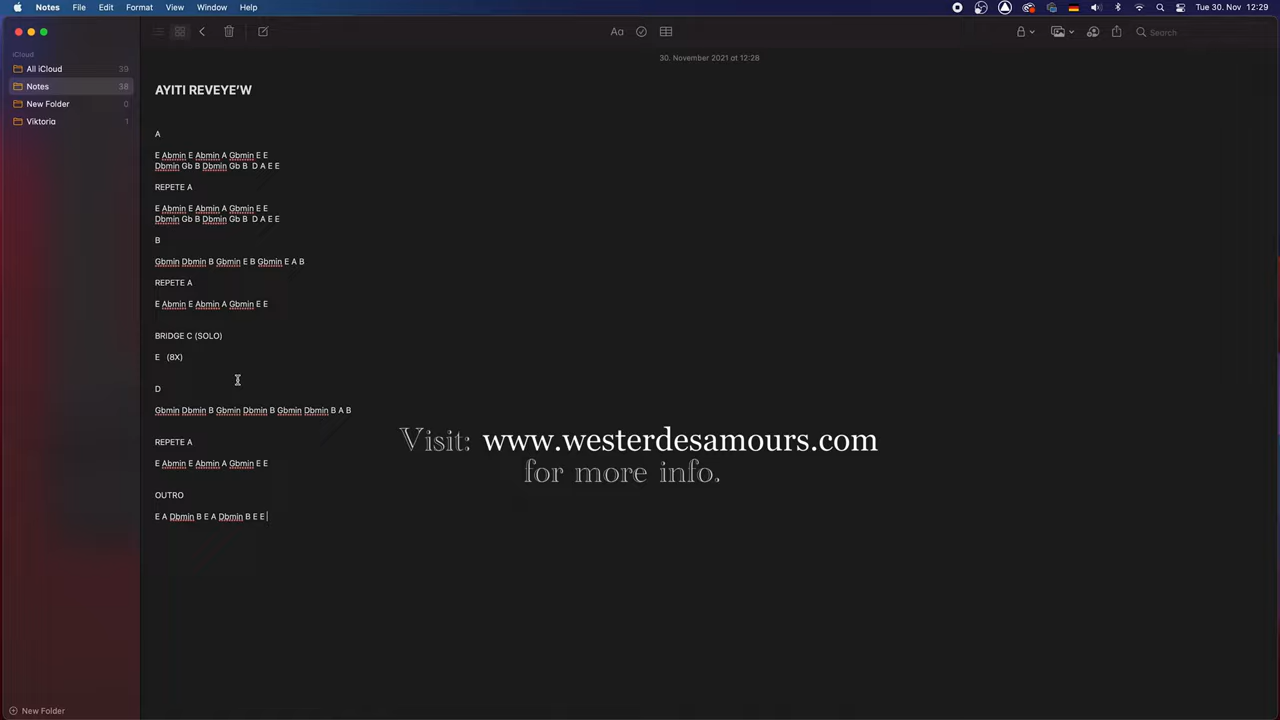 Notes File Edit Format View Window Help Tue 30. Nov 12:29
Search
iCloud
All iCloud 39
Notes 38
New Folder 0
Viktoria 1
30. November 2021 at 12:28
AYITI REVEYE'W
A
E Abmin E Abmin A Gbmin E E
Dbmin Gb B Dbmin Gb B D A E E
REPETE A
E Abmin E Abmin A Gbmin E E
Dbmin Gb B Dbmin Gb B D A E E
B
Gbmin Dbmin B Gbmin E B Gbmin E A B
REPETE A
E Abmin E Abmin A Gbmin E E
BRIDGE C (SOLO)
E (8X)
D
Gbmin Dbmin B Gbmin Dbmin B Gbmin Dbmin B A B
REPETE A
E Abmin E Abmin A Gbmin E E
OUTRO
E A Dbmin B E A Dbmin B E E
Visit: www.westerdesamours.com
for more info.
New Folder